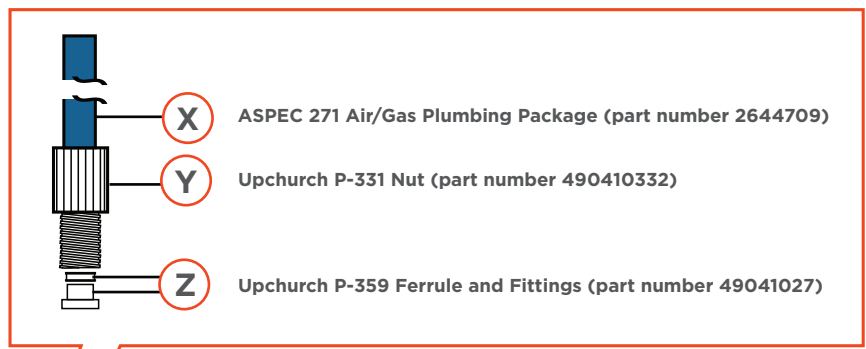 X ASPEC 271 Air/Gas Plumbing Package (part number 2644709)
Y Upchurch P-331 Nut (part number 490410332)
Z Upchurch P-359 Ferrule and Fittings (part number 49041027)